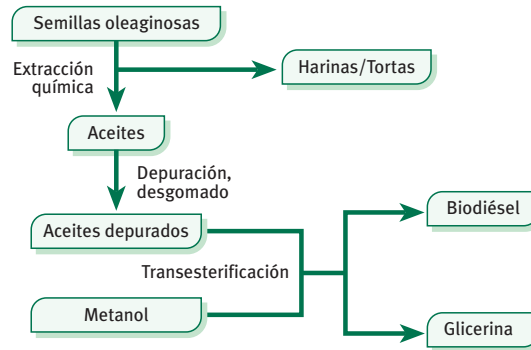 Semillas oleaginosas
Extracción
química
Harinas/Tortas
Aceites
Depuración,
desgomado
Aceites depurados
Biodiésel
Transesterificación
Metanol
Glicerina